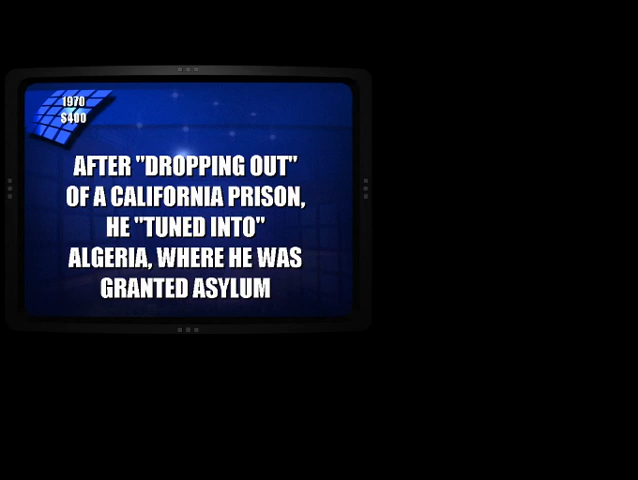 1970
$400
AFTER "DROPPING OUT"
OF A CALIFORNIA PRISON,
HE "TUNED INTO"
ALGERIA, WHERE HE WAS
GRANTED ASYLUM